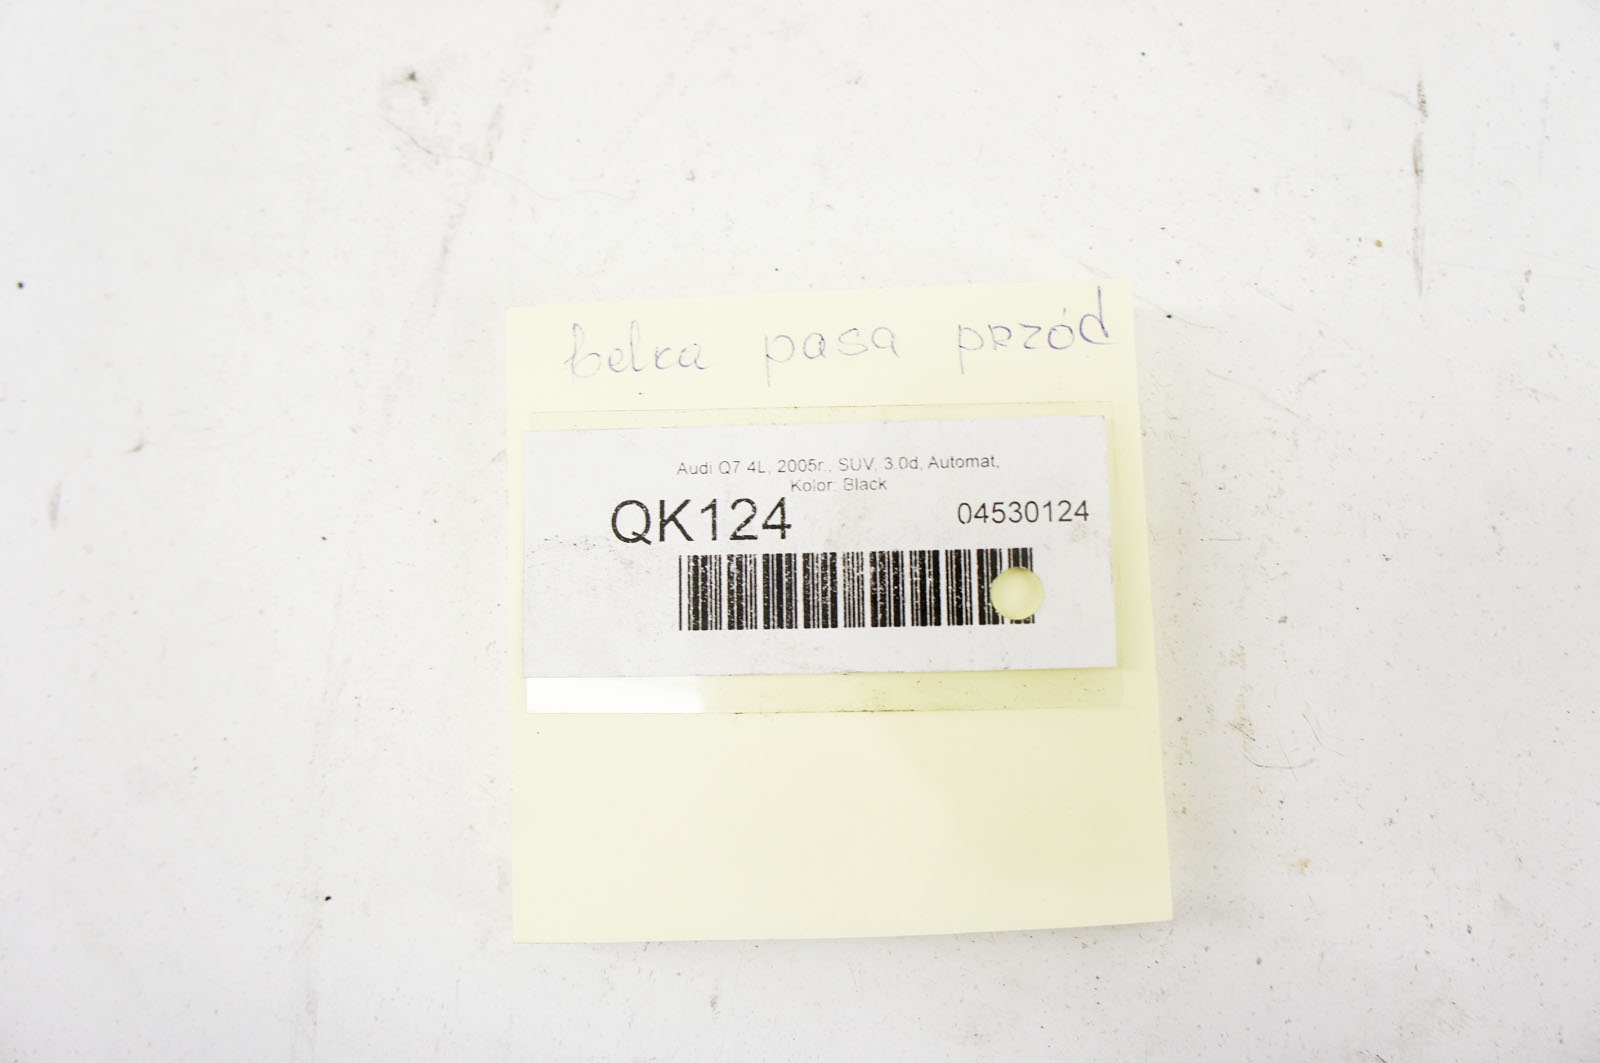 belka pasa przód
Audi Q7 4L, 2005r., SUV, 3.0d, Automat,
Kolor: Black
QK124
04530124